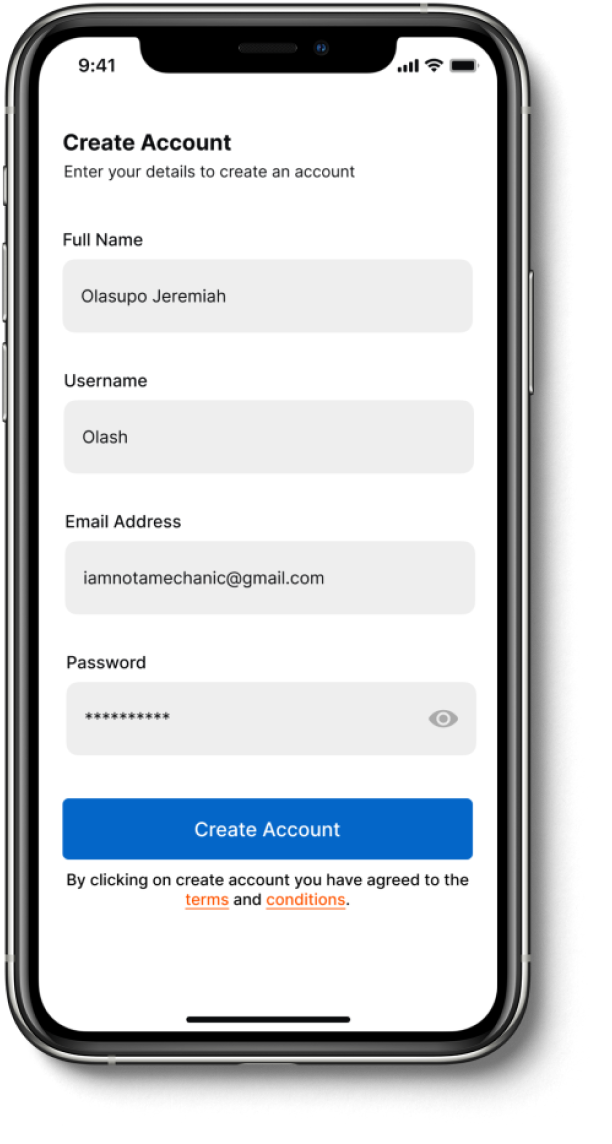 9:41
Create Account
Enter your details to create an account
Full Name
Olasupo Jeremiah
Username
Olash
Email Address
iamnotamechanic@gmail.com
Password
**********
Create Account
By clicking on create account you have agreed to the
terms and conditions.